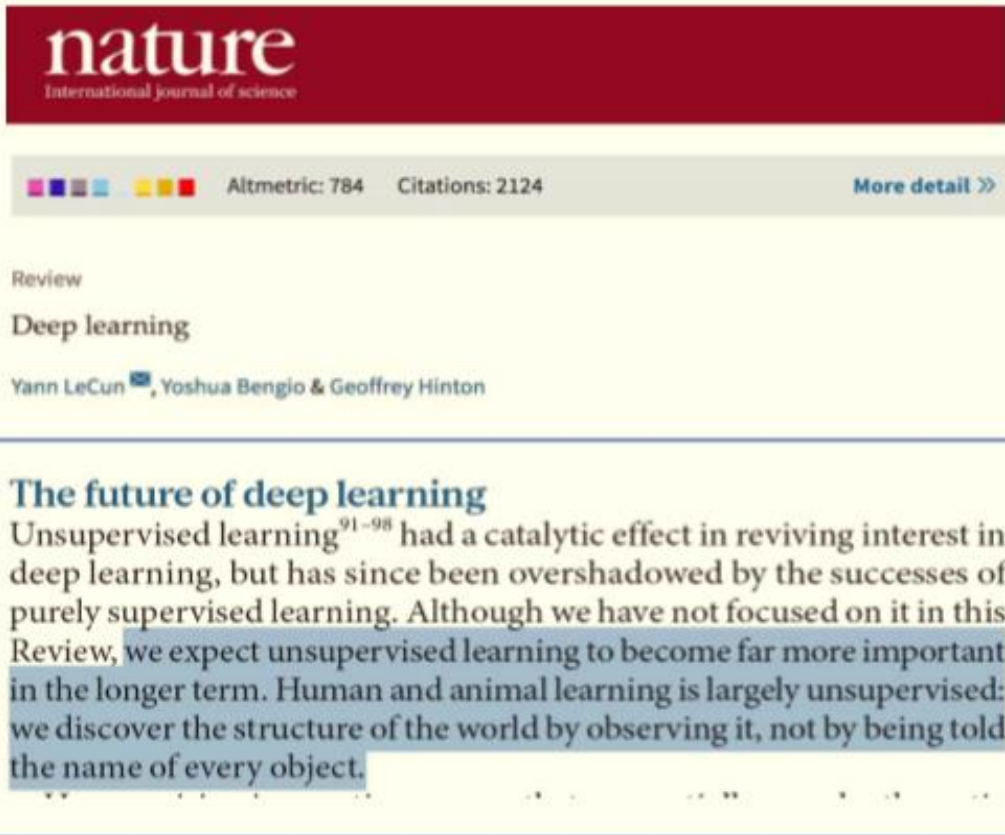 nature
International journal of science
Altmetric: 784 Citations: 2124 More detail »
Review
Deep learning
Yann LeCun, Yoshua Bengio & Geoffrey Hinton
The future of deep learning
Unsupervised learning91–98 had a catalytic effect in reviving interest in
deep learning, but has since been overshadowed by the successes of
purely supervised learning. Although we have not focused on it in this
Review, we expect unsupervised learning to become far more important
in the longer term. Human and animal learning is largely unsupervised:
we discover the structure of the world by observing it, not by being told
the name of every object.